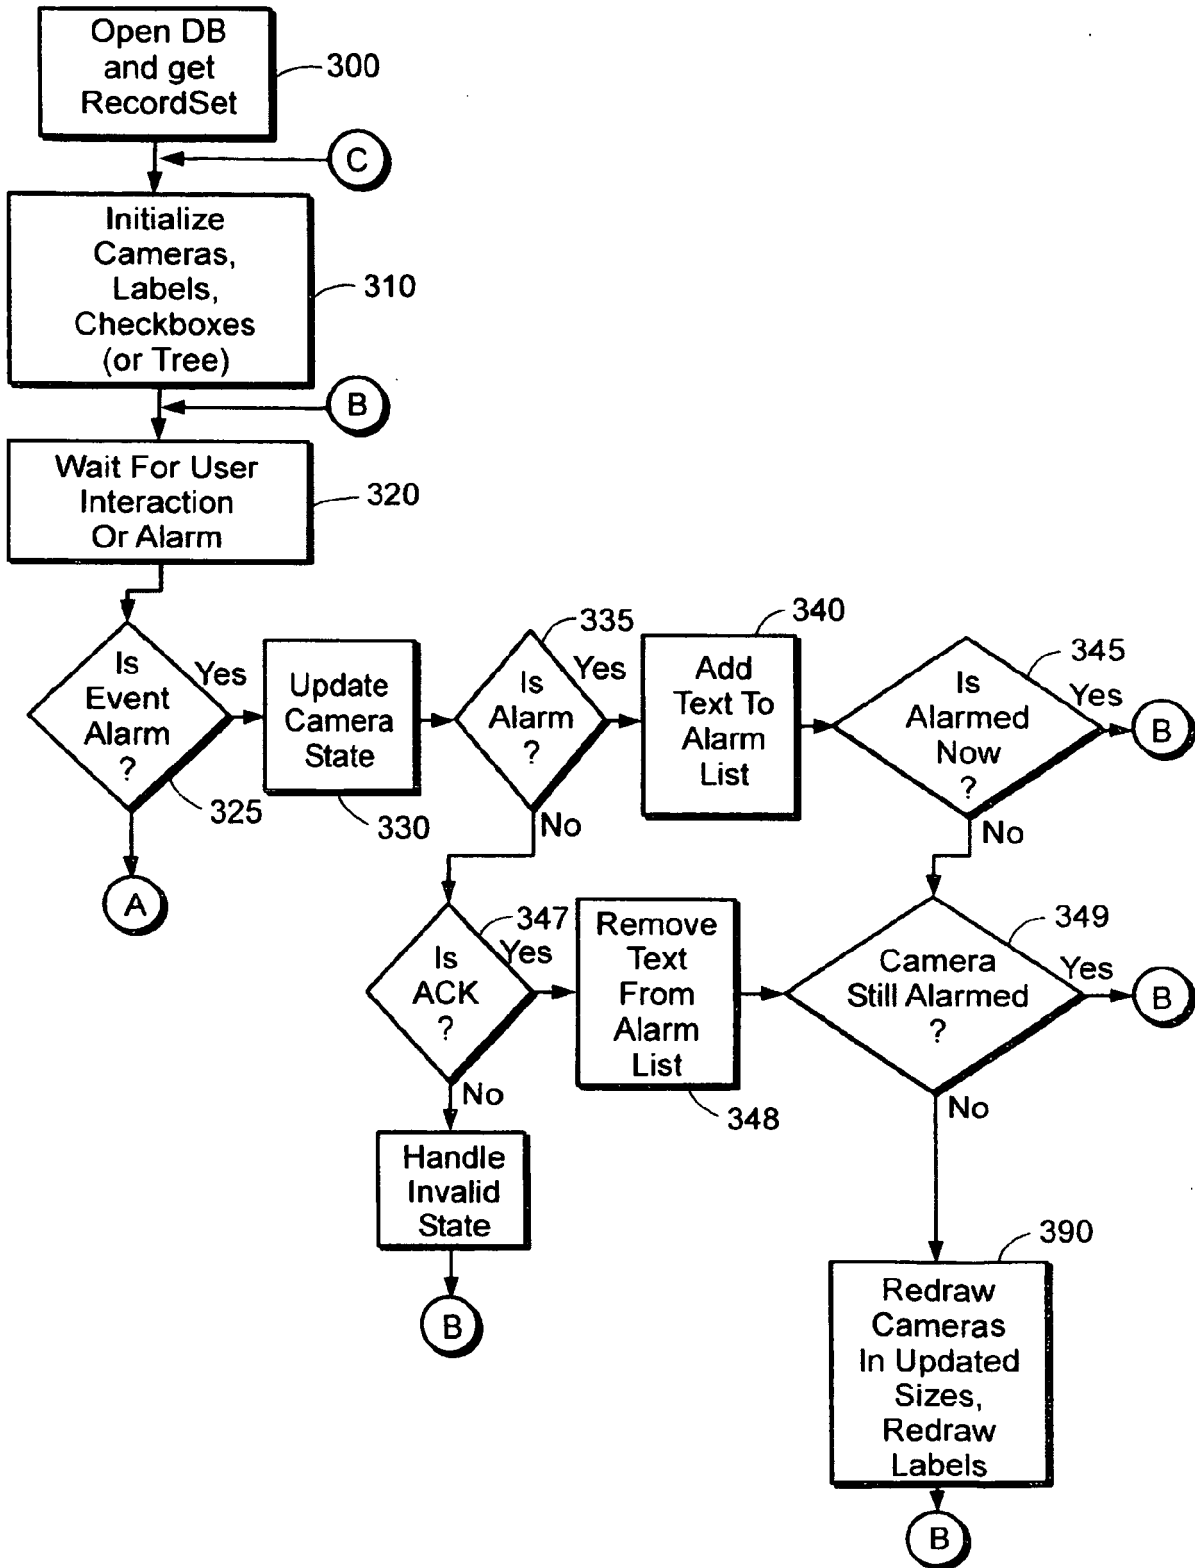 Open DB
and get
RecordSet
300
C
Initialize
Cameras,
Labels,
Checkboxes
(or Tree)
310
B
Wait For User
Interaction
Or Alarm
320
Is
Event
Alarm
?
325
Yes
A
Update
Camera
State
330
Is
Alarm
?
335
Yes
No
Add
Text To
Alarm
List
340
Is
Alarmed
Now
?
345
Yes
B
No
Is
ACK
?
347
Yes
No
Remove
Text
From
Alarm
List
348
Camera
Still Alarmed
?
349
Yes
B
No
Handle
Invalid
State
B
Redraw
Cameras
In Updated
Sizes,
Redraw
Labels
390
B